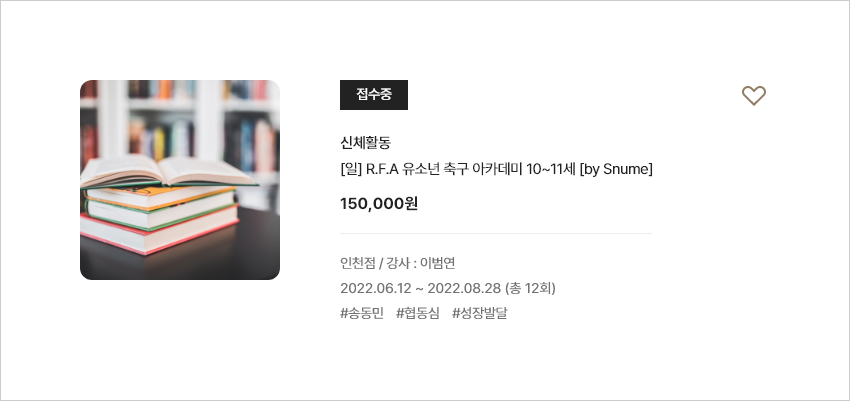 접수중
신체활동
[일] R.F.A 유소년 축구 아카데미 10~11세 [by Snume]
150,000원
인천점 / 강사 : 이범연
2022.06.12 ~ 2022.08.28 (총 12회)
#송동민 #협동심 #성장발달